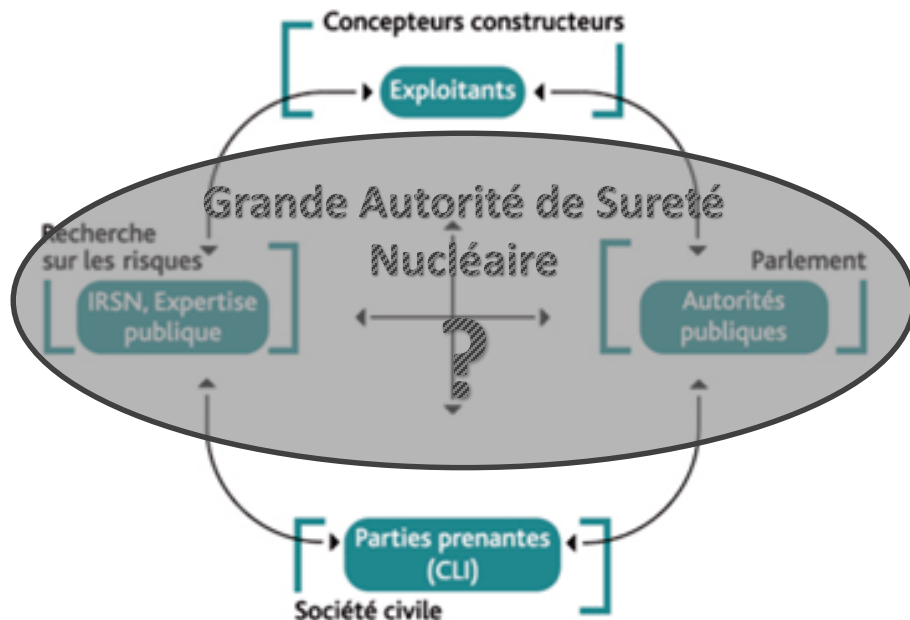 Concepteurs constructeurs
Exploitants
Grande Autorité de Sureté
Nucléaire
Recherche
sur les risques
IRSN, Expertise
publique
Parlement
Autorités
publiques
?
Parties prenantes
(CLI)
Société civile